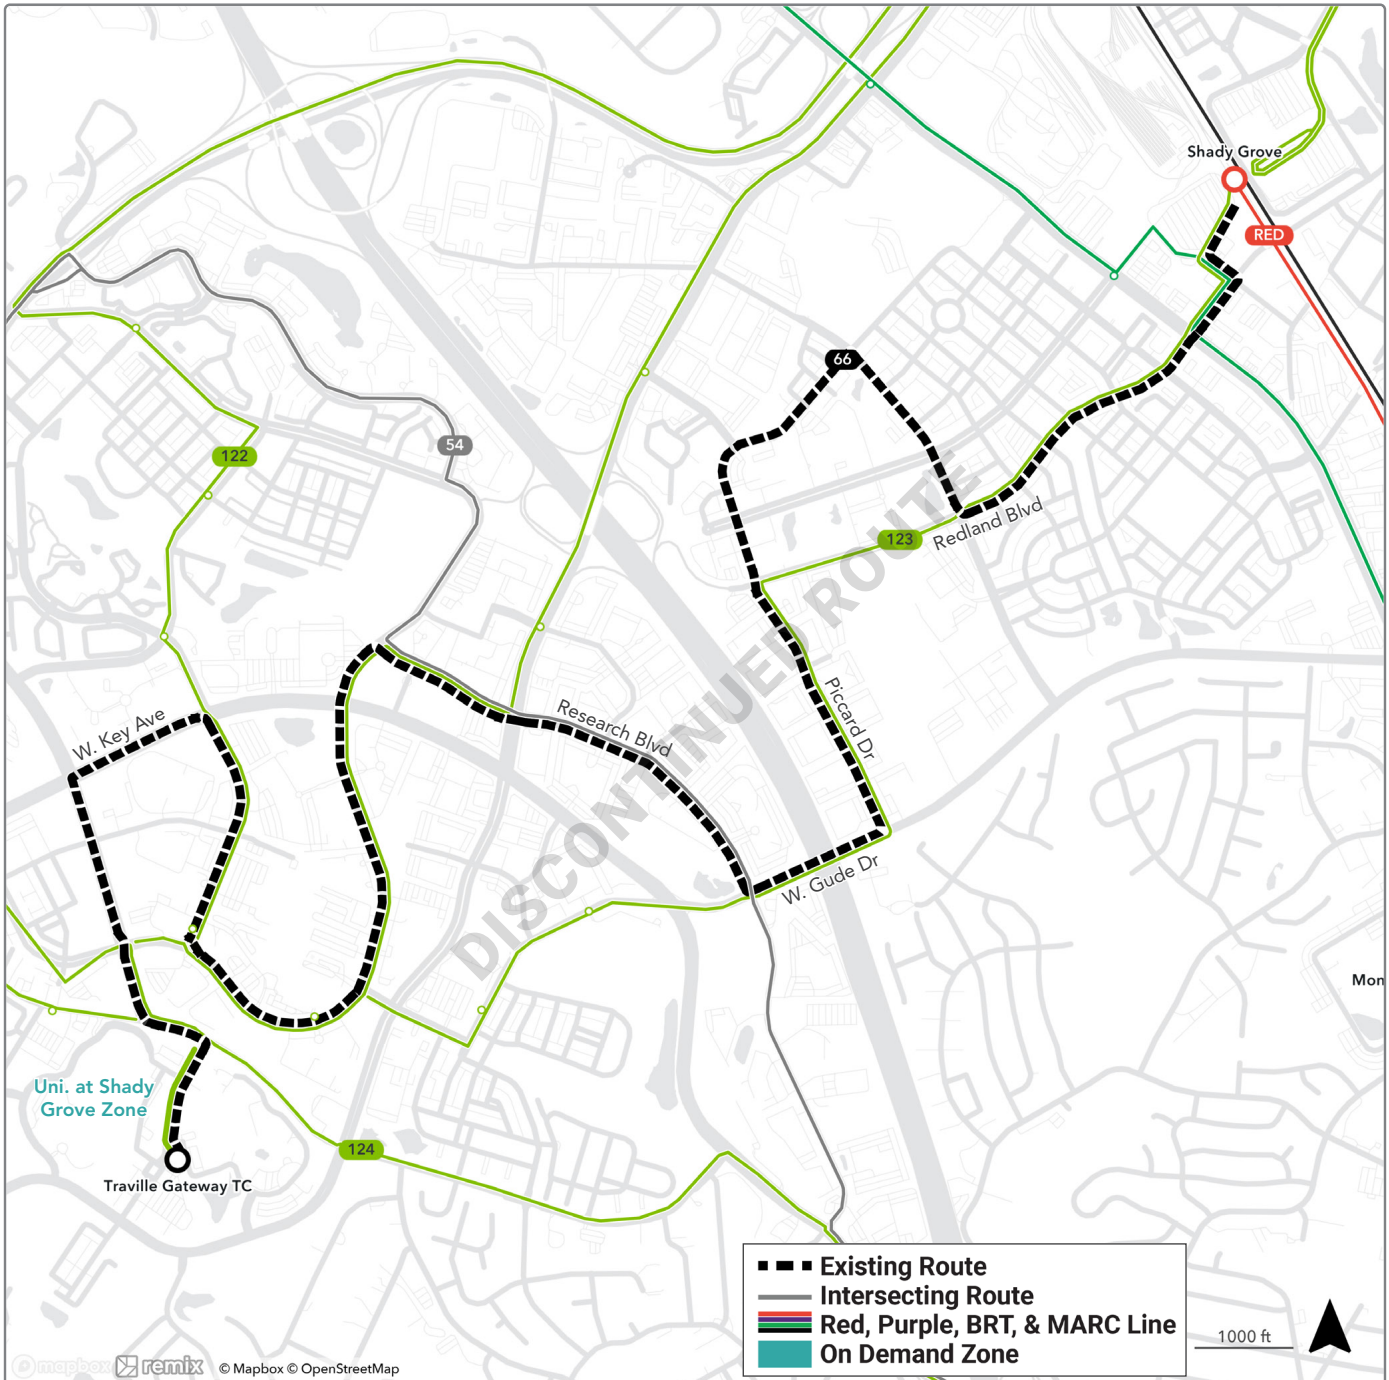 Shady Grove
RED
66
54
122
DISCONTINUED ROUTE
123
Redland Blvd
Piccard Dr
W. Key Ave
Research Blvd
W. Gude Dr
Mon
Uni. at Shady
Grove Zone
124
Traville Gateway TC
Existing Route
Intersecting Route
Red, Purple, BRT, & MARC Line
On Demand Zone
1000 ft
mapbox remix © Mapbox © OpenStreetMap